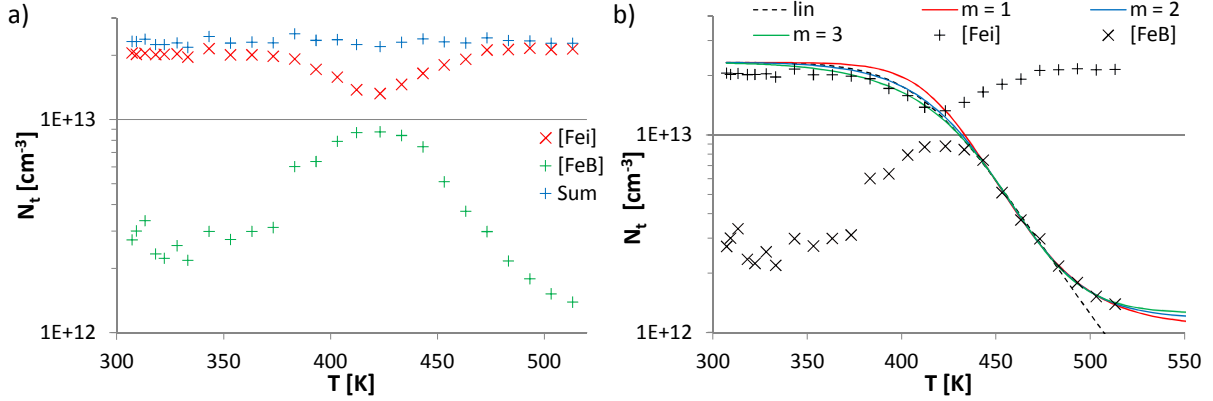 a)
1E+13
1E+12
N_t [cm⁻³]
300 350 400 450 500
T [K]
[Fei]
[FeB]
Sum
b)
lin m = 1 m = 2
m = 3 [Fei] [FeB]
1E+13
1E+12
N_t [cm⁻³]
300 350 400 450 500 550
T [K]